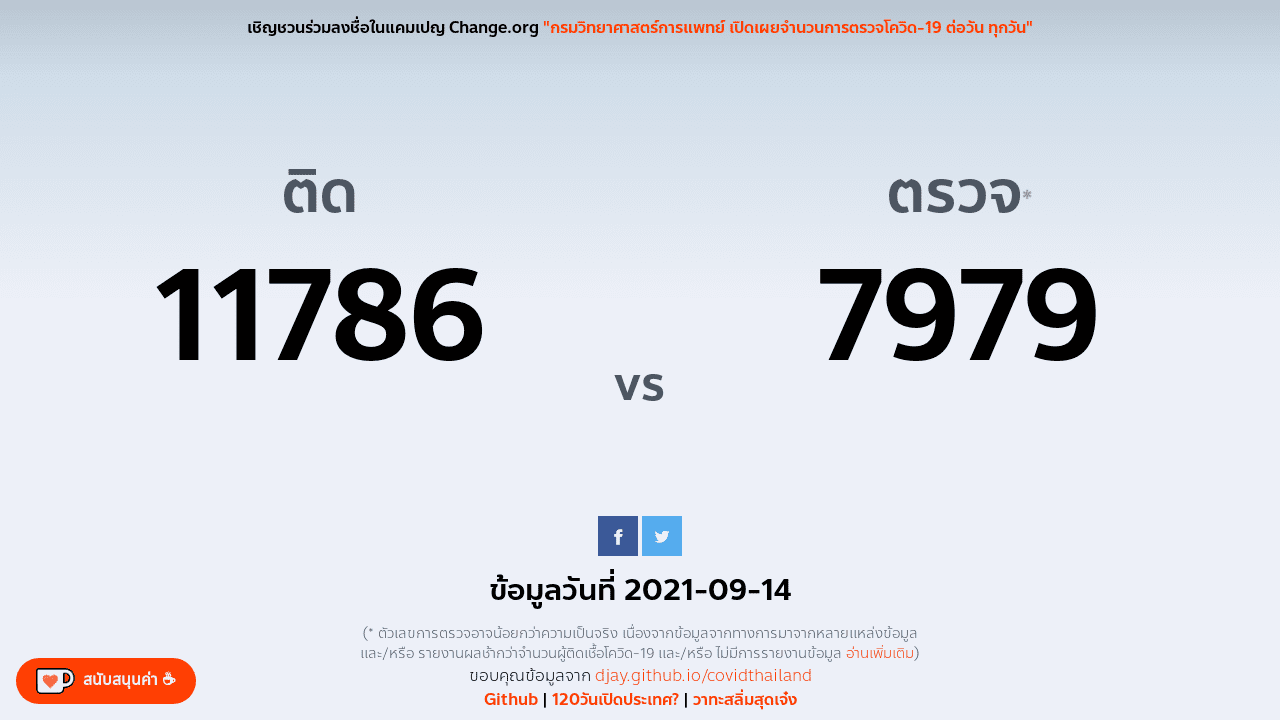 เชิญชวนร่วมลงชื่อในแคมเปญ Change.org "กรมวิทยาศาสตร์การแพทย์ เปิดเผยจำนวนการตรวจโควิด-19 ต่อวัน ทุกวัน"
ติด
ตรวจ*
11786
7979
vs
ข้อมูลวันที่ 2021-09-14
(* ตัวเลขการตรวจอาจน้อยกว่าความเป็นจริง เนื่องจากข้อมูลจากทางการมาจากหลายแหล่งข้อมูล
และ/หรือ รายงานผลช้ากว่าจำนวนผู้ติดเชื้อโควิด-19 และ/หรือ ไม่มีการรายงานข้อมูล อ่านเพิ่มเติม)
ขอบคุณข้อมูลจาก djay.github.io/covidthailand
Github | 120วันเปิดประเทศ? | วาทะสลิ่มสุดเจ๋ง
สนับสนุนค่า ☕